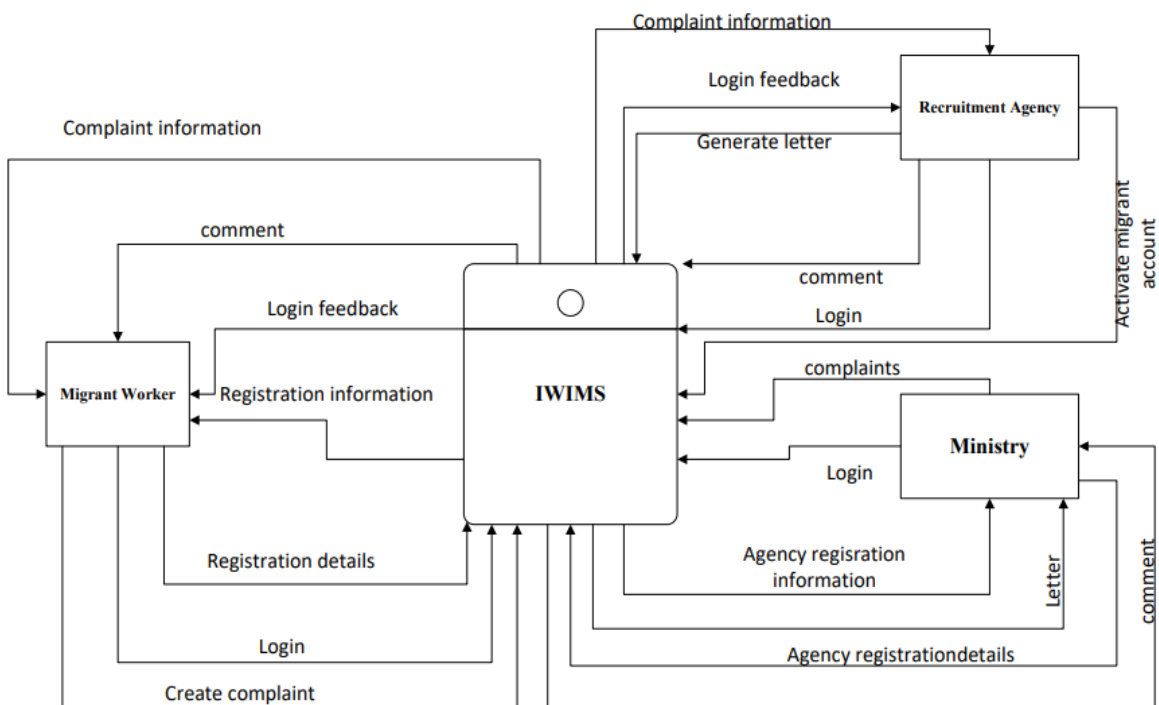 Complaint information
Login feedback
Recruitment Agency
Complaint information
Generate letter
Activate migrant
account
comment
comment
Login feedback
Login
complaints
Migrant Worker
Registration information
IWIMS
Ministry
Login
Registration details
Agency regisration
information
Letter
comment
Login
Agency registrationdetails
Create complaint